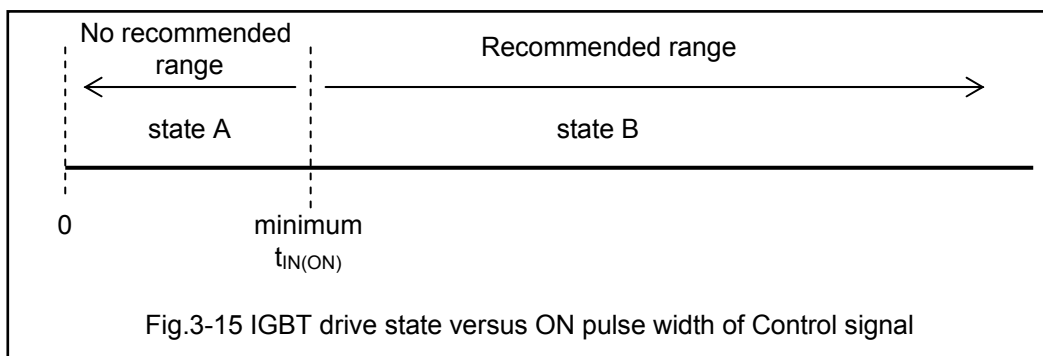 No recommended
range
Recommended range
state A
state B
0
minimum
t_IN(ON)
Fig.3-15 IGBT drive state versus ON pulse width of Control signal